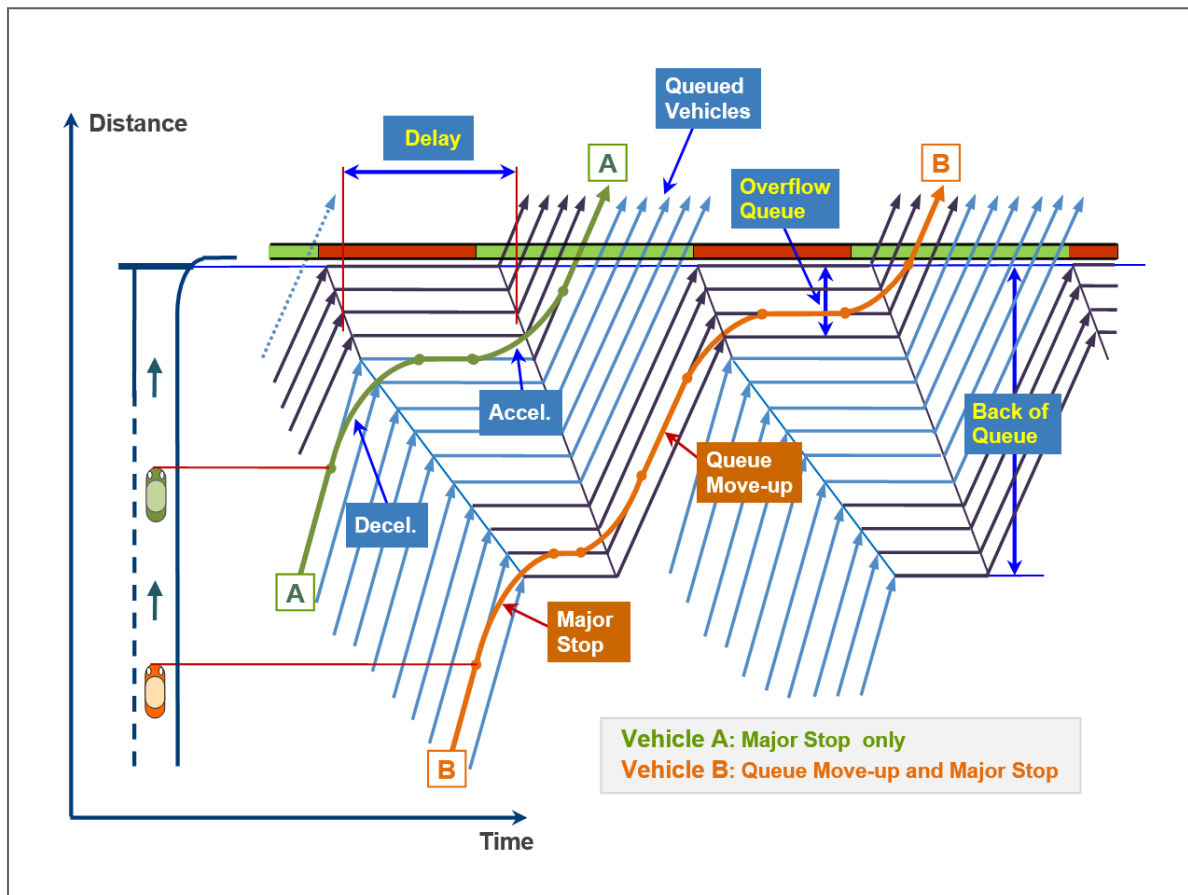 Queued
Vehicles
Distance
Delay
A
B
Overflow
Queue
Accel.
Back of
Queue
Queue
Move-up
Decel.
A
Major
Stop
B
Vehicle A: Major Stop only
Vehicle B: Queue Move-up and Major Stop
Time